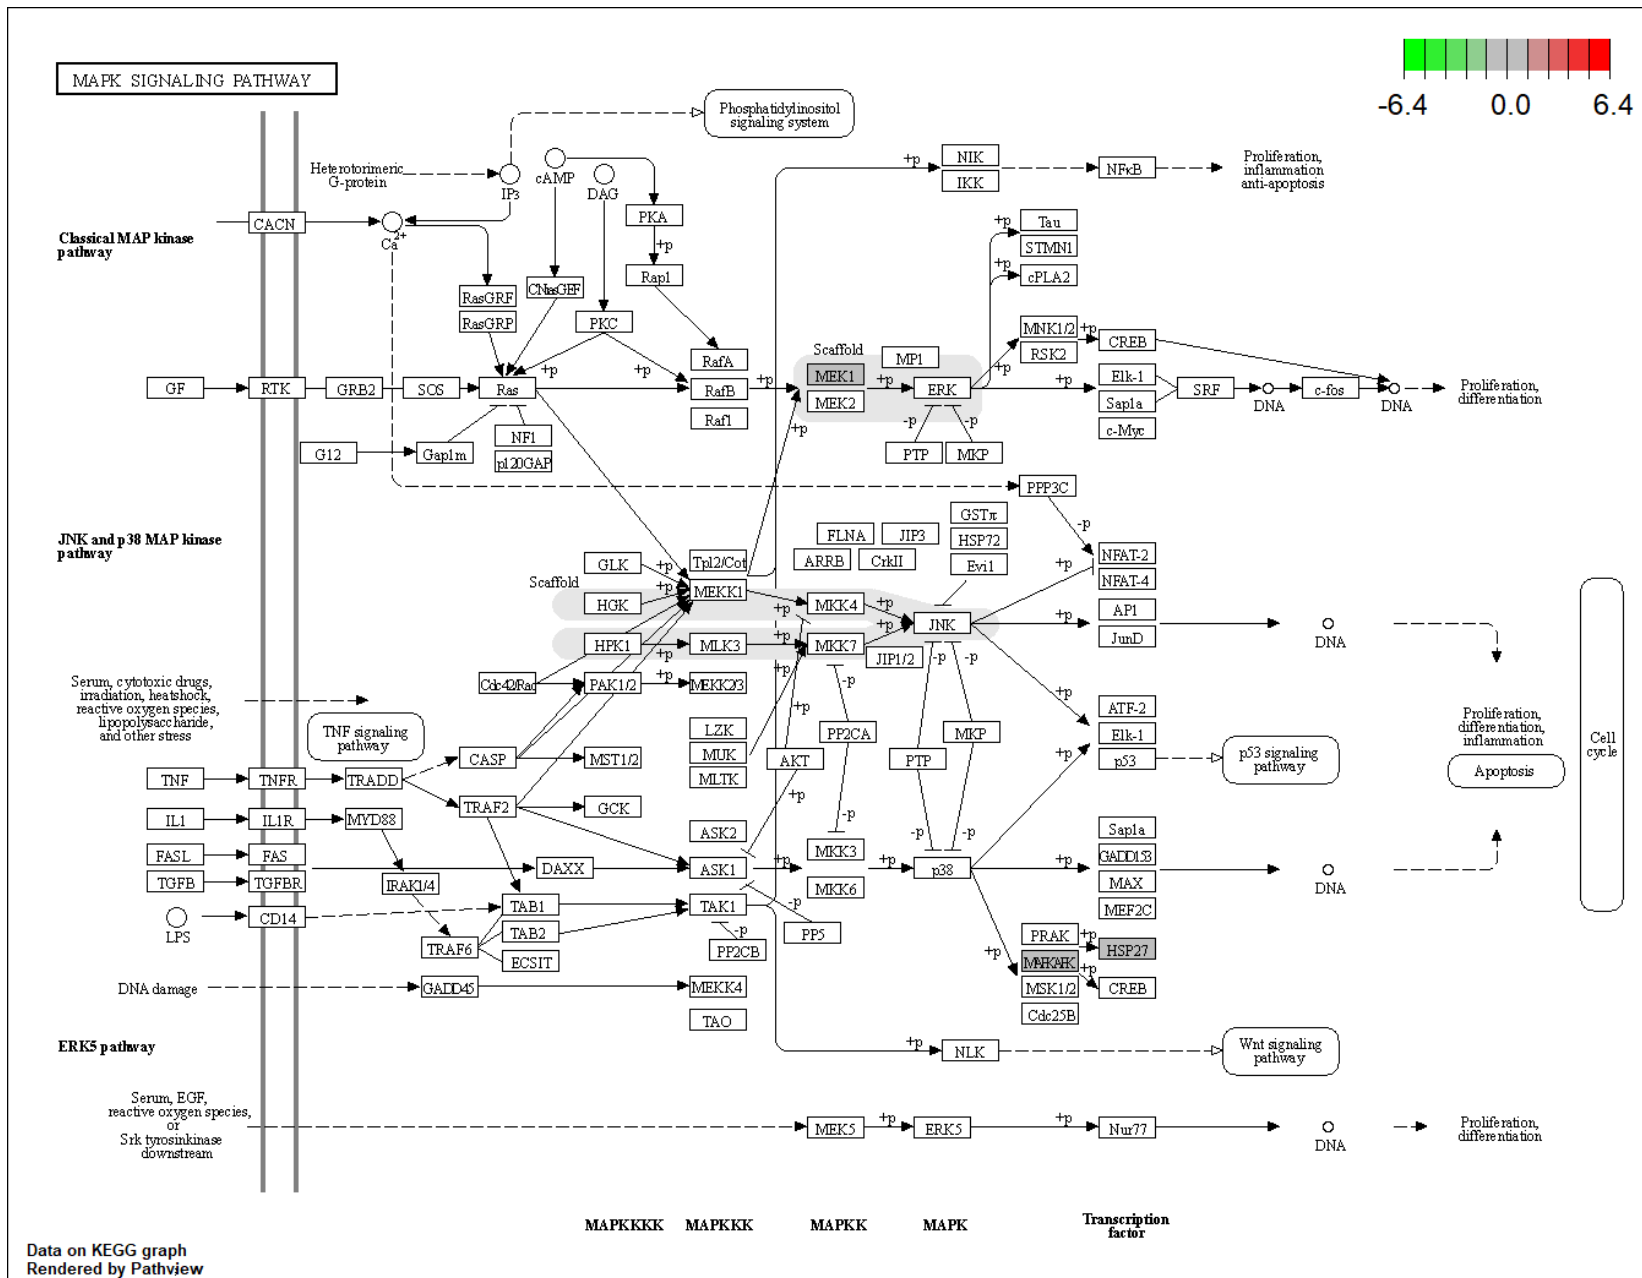 MAPK SIGNALING PATHWAY
-6.4
0.0
6.4
Phosphatidylinositol
signaling system
Heterotorimeric
G-protein
IP3
cAMP
DAG
+p
NIK
IKK
NFκB
Proliferation,
inflammation
anti-apoptosis
CACN
Ca2+
PKA
+p
Rap1
Classical MAP kinase
pathway
RasGRF
RasGRP
CNrasGEF
PKC
+p
Tau
STMN1
+p
cPLA2
RafA
Scaffold
MP1
MNK1/2
+p
RSK2
CREB
GF
RTK
GRB2
SOS
Ras
+p
+p
RafB
+p
MEK1
+p
MEK2
ERK
+p
+p
Elk-1
Sap1a
c-Myc
SRF
DNA
c-fos
DNA
Proliferation,
differentiation
Raf1
+p
-p
-p
G12
Gap1m
NF1
p120GAP
PTP
MKP
PPP3C
-p
JNK and p38 MAP kinase
pathway
FLNA
JIP3
GSTπ
HSP72
ARRB
CrkII
Evi1
NFAT-2
NFAT-4
+p
GLK
+p
Tpl2/Cot
Scaffold
HGK
+p
MEKK1
+p
MKK4
+p
JNK
+p
AP1
JunD
DNA
HPK1
+p
MLK3
+p
MKK7
+p
JIP1/2
-p
-p
Cdc42/Rac
PAK1/2
+p
+p
MEKK2/3
+p
-p
+p
Serum, cytotoxic drugs,
irradiation, heatshock,
reactive oxygen species,
lipopolysaccharide,
and other stress
TNF signaling
pathway
LZK
MUK
MLTK
+p
PP2CA
AKT
PTP
MKP
ATF-2
Elk-1
p53
+p
p53 signaling
pathway
Proliferation,
differentiation,
inflammation
Apoptosis
Cell
cycle
CASP
MST1/2
TNF
TNFR
TRADD
TRAF2
GCK
+p
IL1
IL1R
MYD88
ASK2
-p
-p
-p
MKK3
Sap1a
GADD153
FASL
FAS
DAXX
ASK1
+p
+p
p38
+p
MAX
MEF2C
DNA
TGFB
TGFBR
IRAK1/4
MKK6
LPS
CD14
TAB1
TAK1
TAB2
-p
PP2CB
PP5
TRAF6
ECSIT
+p
PRAK
+p
HSP27
MAPKAPK
+p
MSK1/2
CREB
Cdc25B
DNA damage
GADD45
MEKK4
TAO
ERK5 pathway
+p
NLK
Wnt signaling
pathway
Serum, EGF,
reactive oxygen species,
or
Srk tyrosinkinase
downstream
MEK5
+p
ERK5
+p
Nur77
DNA
Proliferation,
differentiation
MAPKKKK
MAPKKK
MAPKK
MAPK
Transcription
factor
Data on KEGG graph
Rendered by Pathview